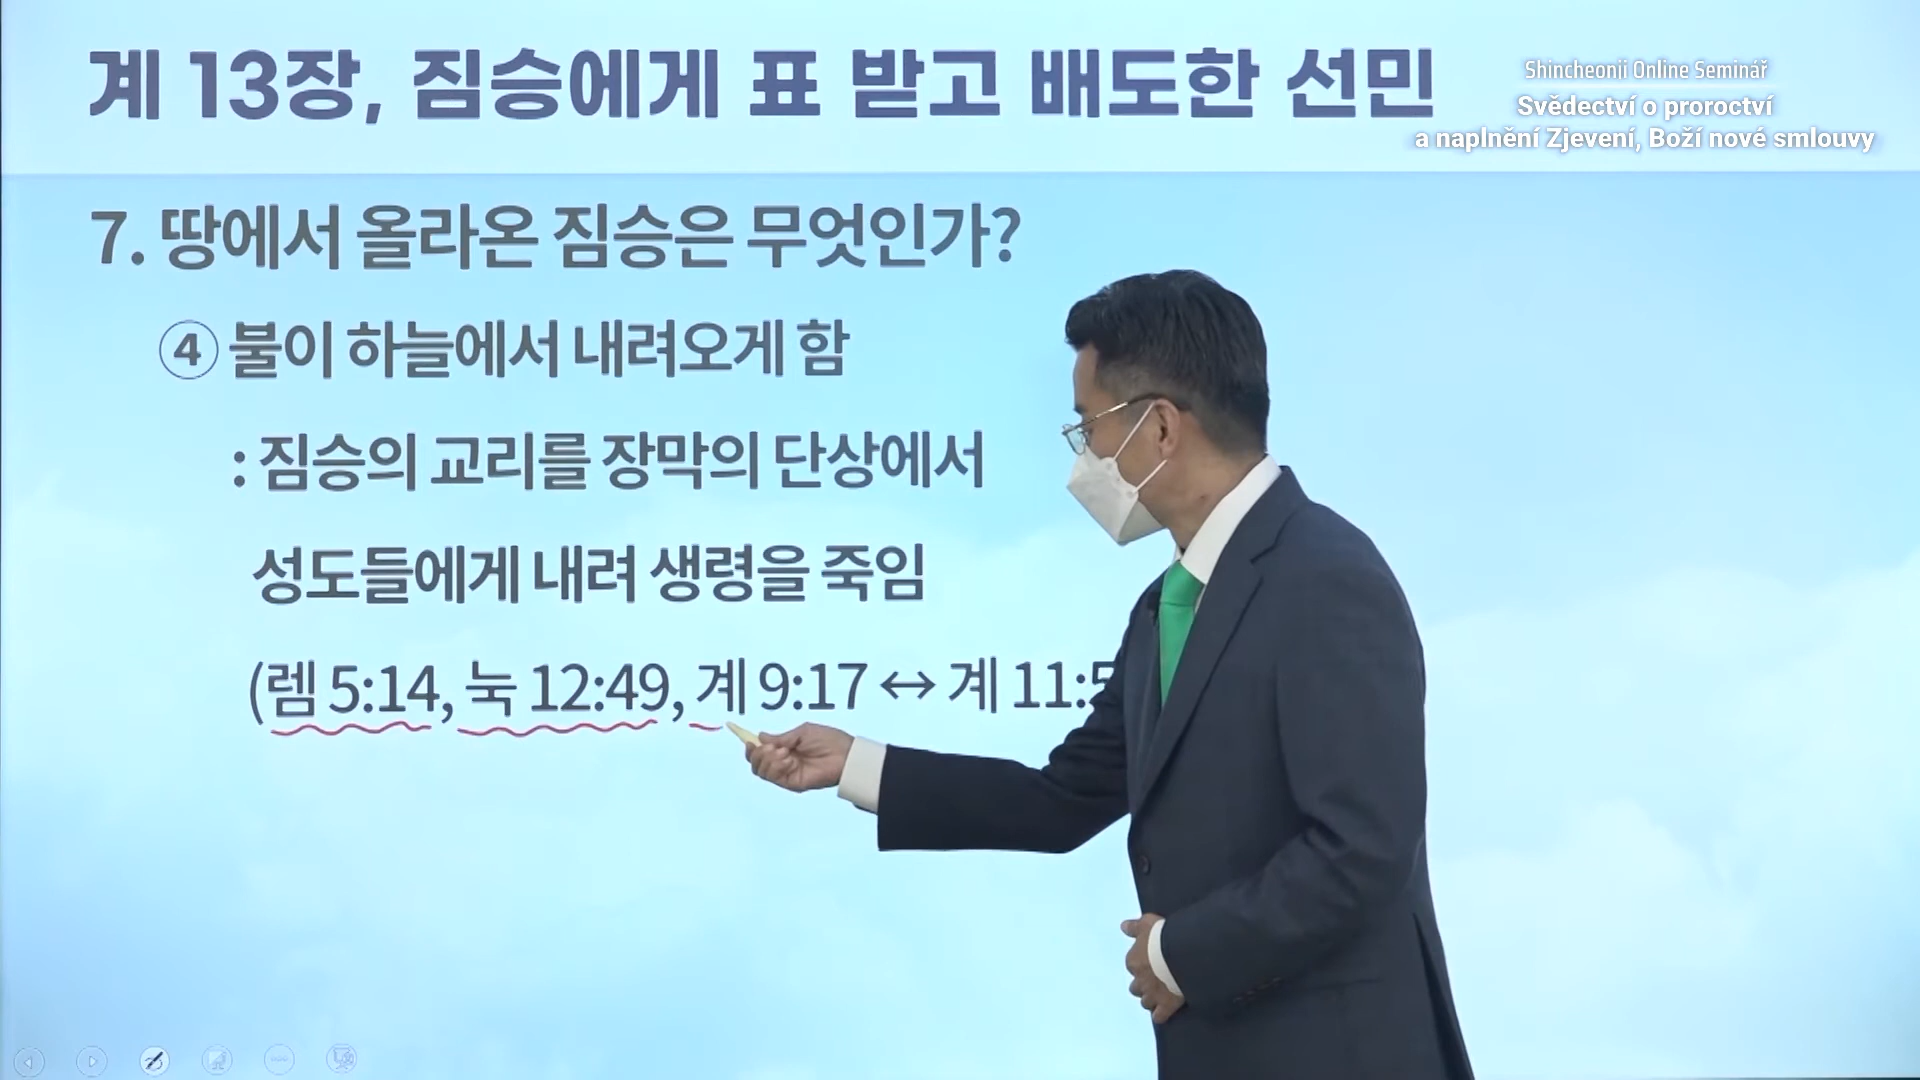 계 13장, 짐승에게 표 받고 배도한 선민
Shincheonji Online Seminář
Svědectví o proroctví
a naplnění Zjevení, Boží nové smlouvy
7. 땅에서 올라온 짐승은 무엇인가?
④ 불이 하늘에서 내려오게 함
: 짐승의 교리를 장막의 단상에서
성도들에게 내려 생령을 죽임
(렘 5:14, 눅 12:49, 계 9:17 ↔ 계 11:5